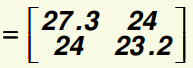 = [27.3 24
24 23.2]